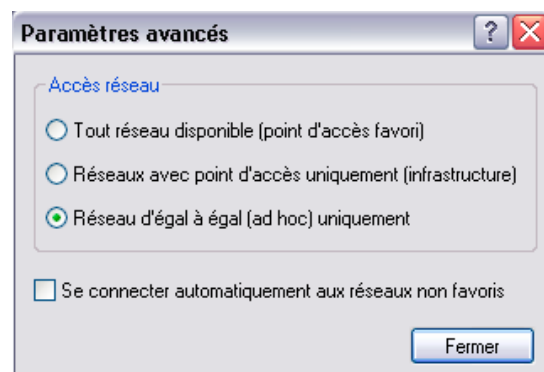 Paramètres avancés
Accès réseau
Tout réseau disponible (point d'accès favori)
Réseaux avec point d'accès uniquement (infrastructure)
Réseau d'égal à égal (ad hoc) uniquement
Se connecter automatiquement aux réseaux non favoris
Fermer